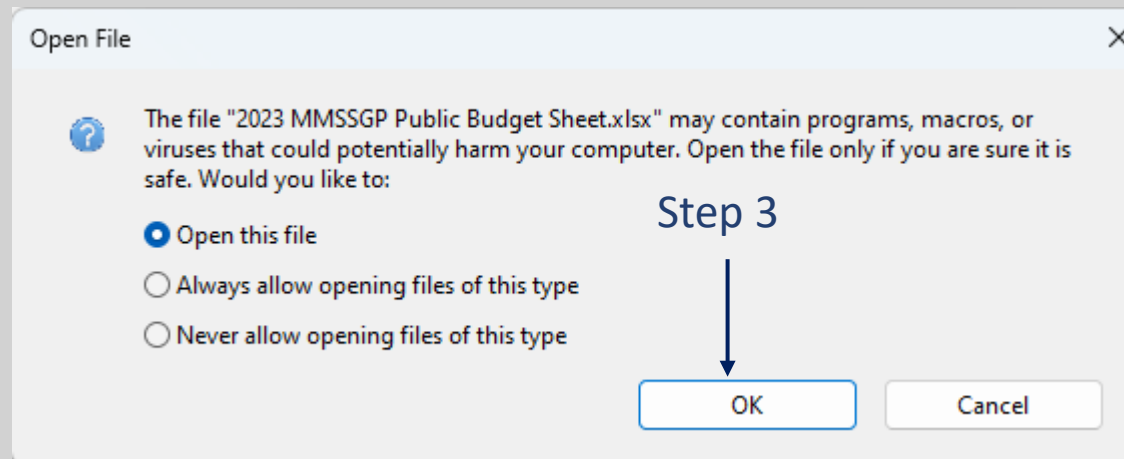 Open File
The file "2023 MMSSGP Public Budget Sheet.xlsx" may contain programs, macros, or
viruses that could potentially harm your computer. Open the file only if you are sure it is
safe. Would you like to:
Step 3
Open this file
Always allow opening files of this type
Never allow opening files of this type
OK
Cancel